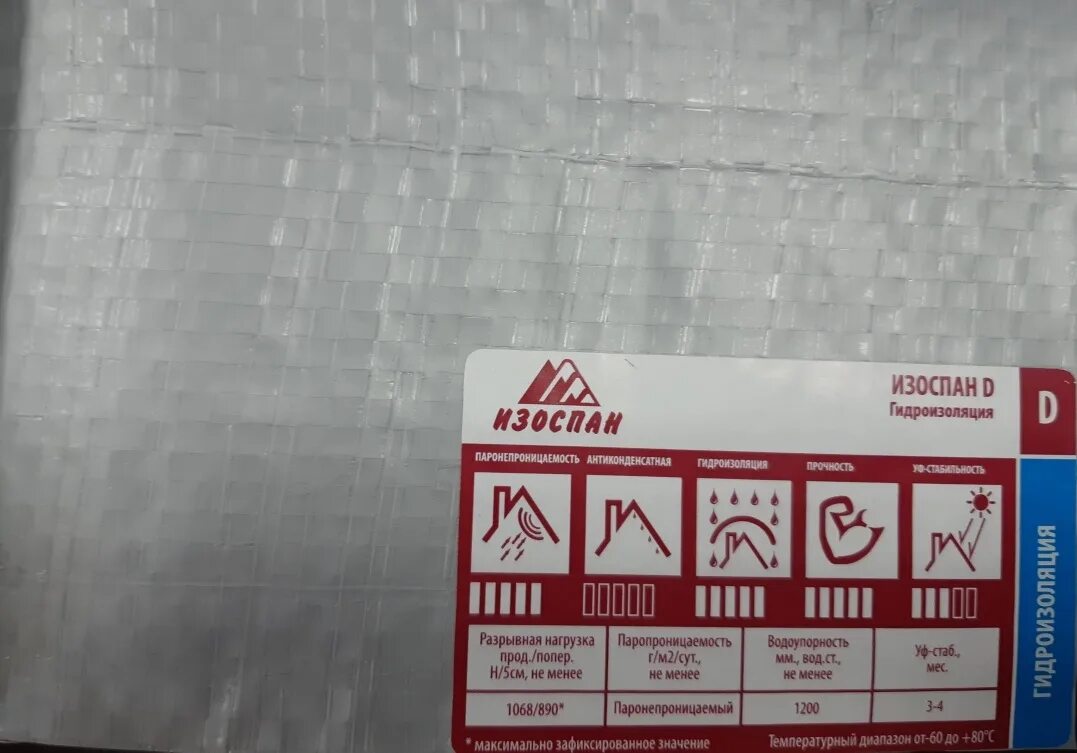 ИЗОСПАН
ИЗОСПАН D
Гидроизоляция
D
ПАРОНЕПРОНИЦАЕМОСТЬ
АНТИКОНДЕНСАТНАЯ
ГИДРОИЗОЛЯЦИЯ
ПРОЧНОСТЬ
УФ-СТАБИЛЬНОСТЬ
Разрывная нагрузка
прод./попер.
Н/5см, не менее
Паропроницаемость
г/м2/сут.,
не менее
Водоупорность
мм., вод.ст.,
не менее
Уф-стаб.,
мес.
1068/890*
Паронепроницаемый
1200
3-4
* максимально зафиксированное значение
Температурный диапазон от-60 до +80°С
ГИДРОИЗОЛЯЦИЯ